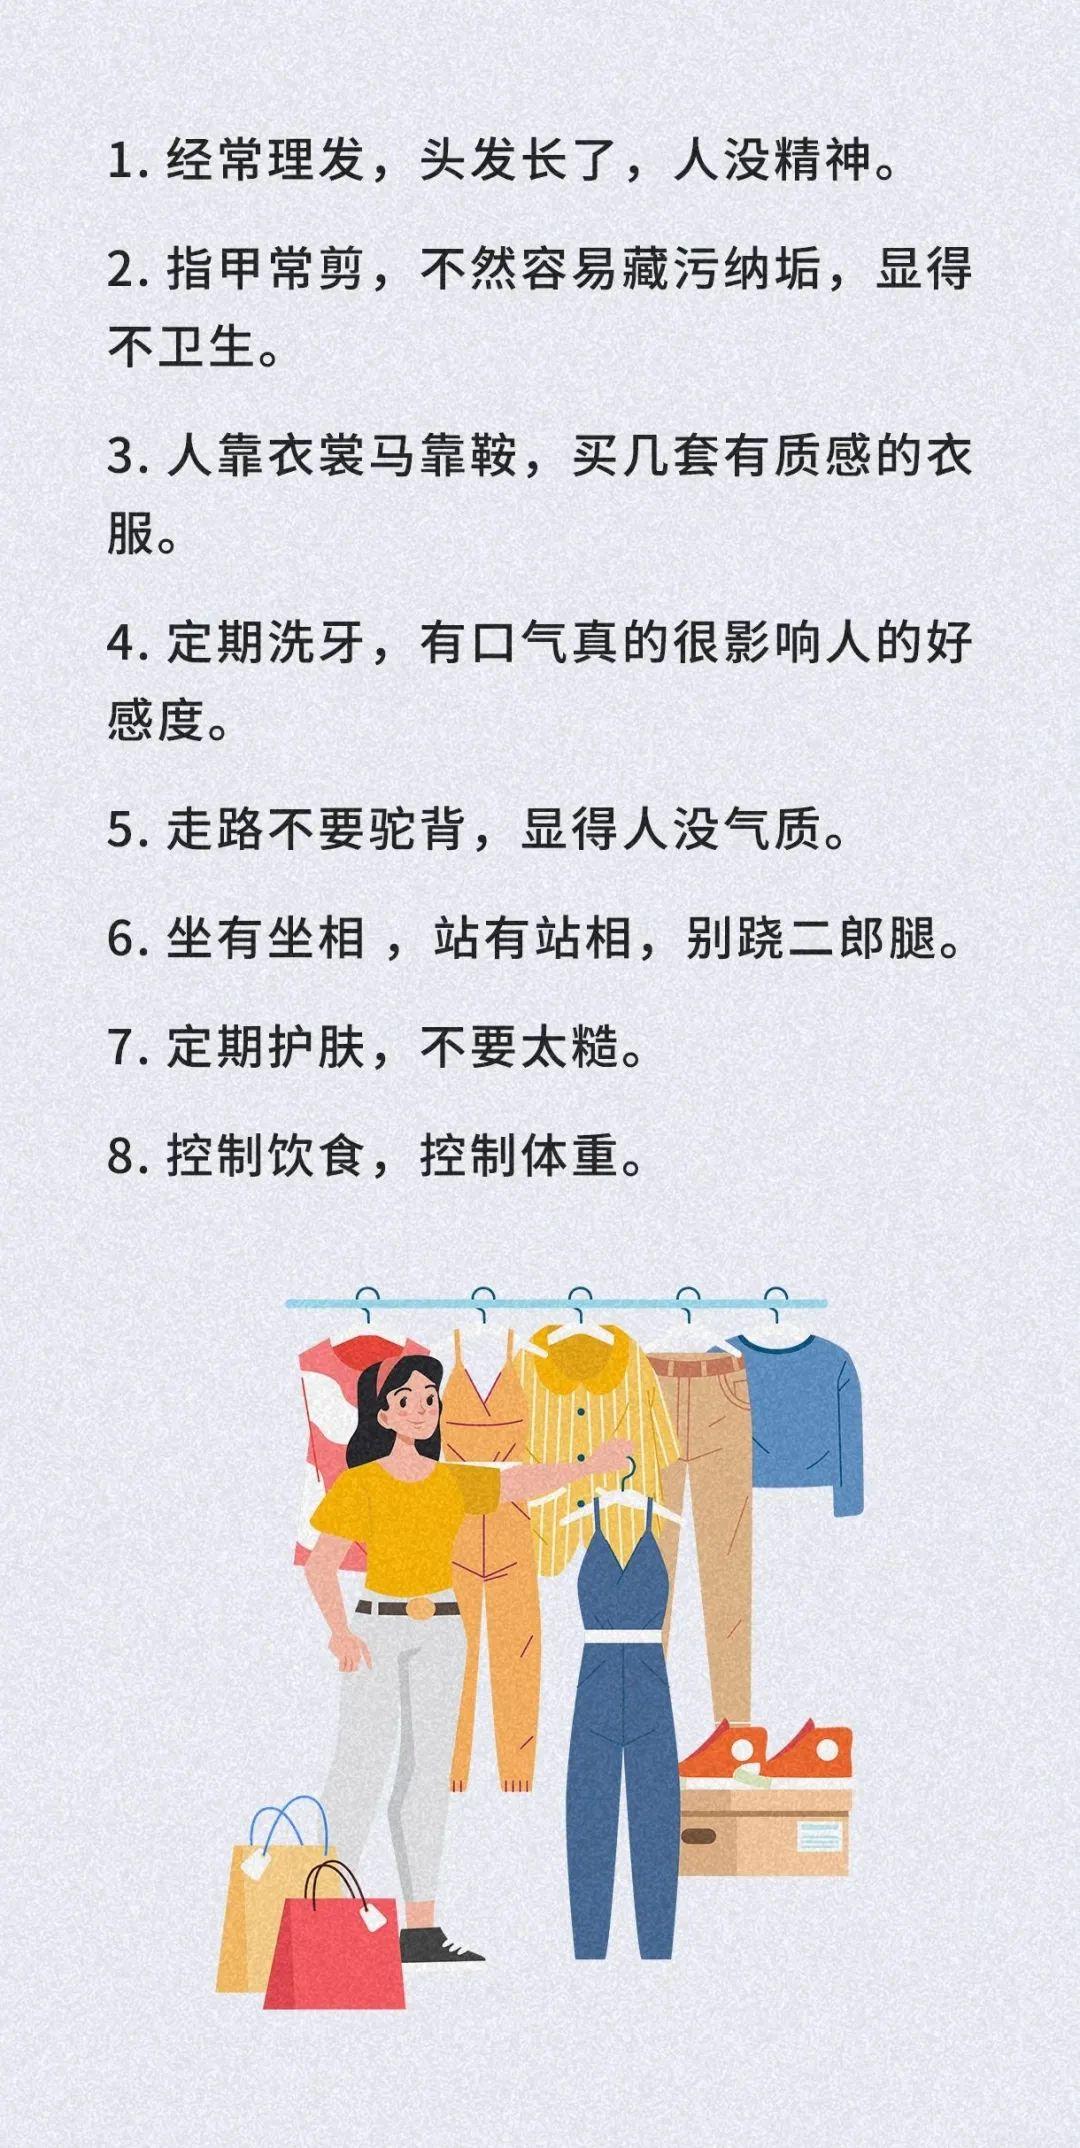 1. 经常理发，头发长了，人没精神。
2. 指甲常剪，不然容易藏污纳垢，显得
不卫生。
3. 人靠衣裳马靠鞍，买几套有质感的衣
服。
4. 定期洗牙，有口气真的很影响人的好
感度。
5. 走路不要驼背，显得人没气质。
6. 坐有坐相 ，站有站相，别跷二郎腿。
7. 定期护肤，不要太糙。
8. 控制饮食，控制体重。